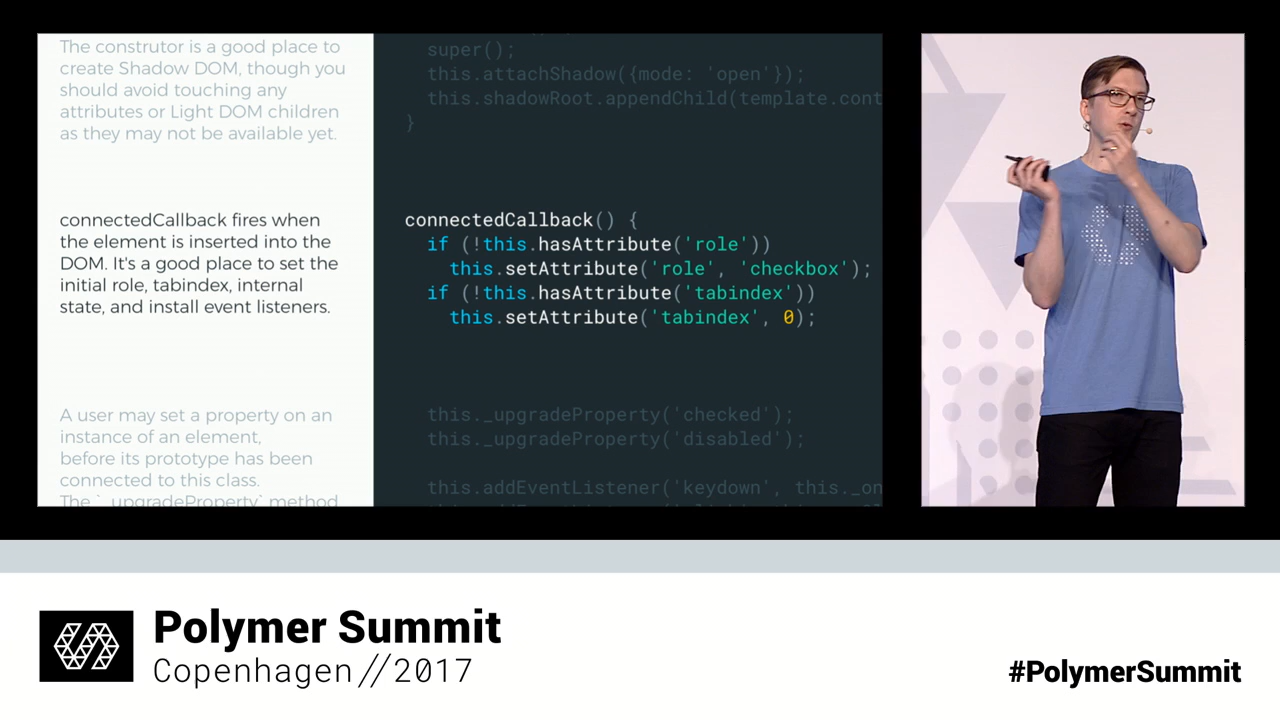 The construtor is a good place to
create Shadow DOM, though you
should avoid touching any
attributes or Light DOM children
as they may not be available yet.
connectedCallback fires when
the element is inserted into the
DOM. It's a good place to set the
initial role, tabindex, internal
state, and install event listeners.
A user may set a property on an
instance of an element,
before its prototype has been
connected to this class.
The `_upgradeProperty` method
super();
this.attachShadow({mode: 'open'});
this.shadowRoot.appendChild(template.cont
}
connectedCallback() {
if (!this.hasAttribute('role'))
this.setAttribute('role', 'checkbox');
if (!this.hasAttribute('tabindex'))
this.setAttribute('tabindex', 0);
this._upgradeProperty('checked');
this._upgradeProperty('disabled');
this.addEventListener('keydown', this._on
Polymer Summit
Copenhagen//2017
#PolymerSummit